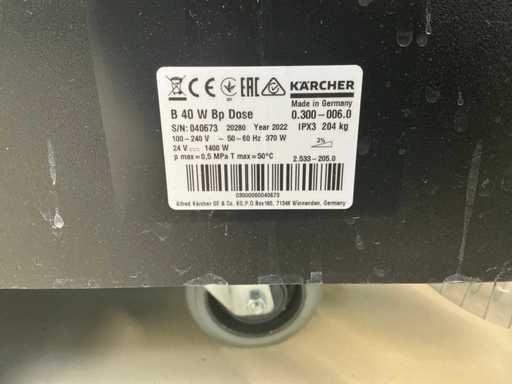 CE EAC KÄRCHER
Made in Germany
B 40 W Bp Dose 0.300-006.0
S/N: 040673 20280 Year 2022 IPX3 204 kg
100-240 V ~ 50-60 Hz 370 W 2%
24 V 1400 W
p max=0,5 MPa T max=50°C 2.533-205.0
Alfred Kärcher SE & Co. KG, P.O.Box 160, 71349 Winnenden, Germany